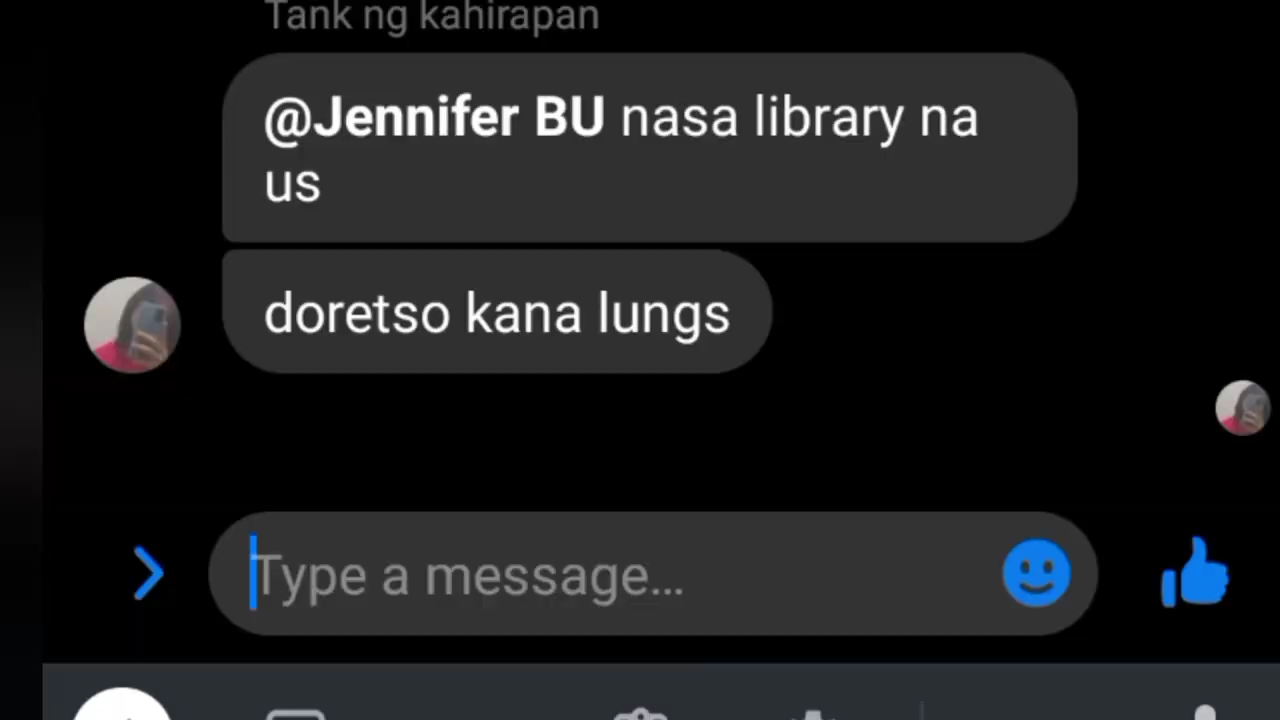 Tank ng kahirapan
@Jennifer BU nasa library na
us
doretso kana lungs
Type a message...